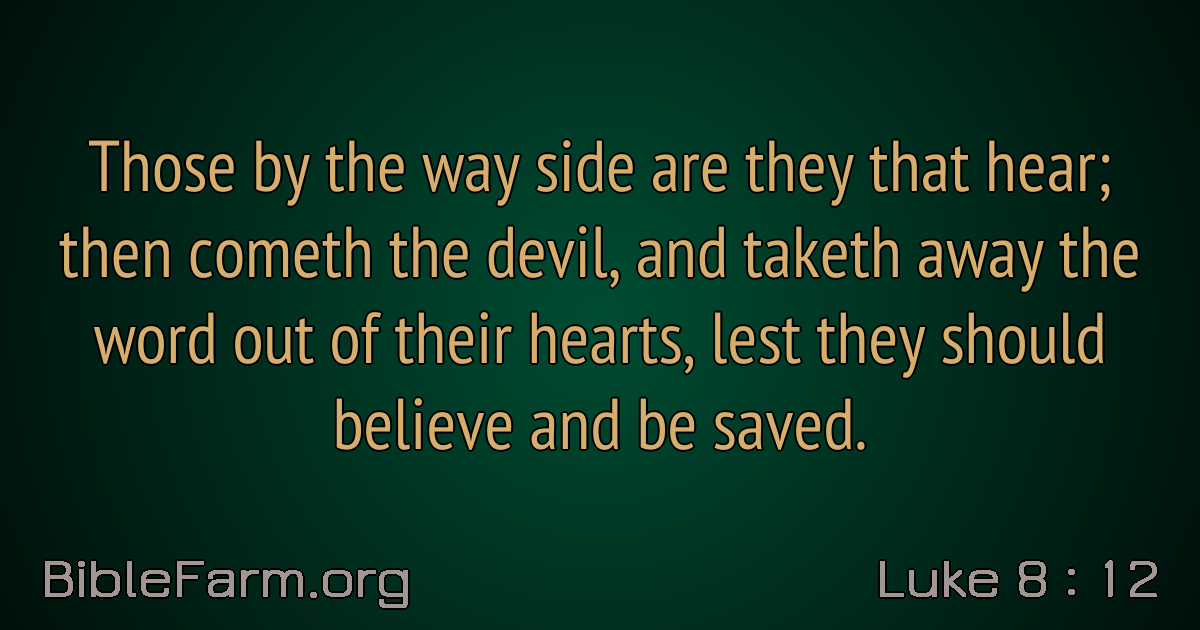 Those by the way side are they that hear;
then cometh the devil, and taketh away the
word out of their hearts, lest they should
believe and be saved.
BibleFarm.org
Luke 8 : 12